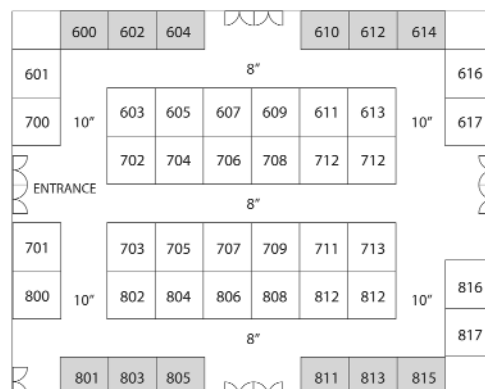 600 602 604 610 612 614
8"
601 616
603 605 607 609 611 613
700 10" 10" 617
702 704 706 708 712 712
ENTRANCE
8"
701 703 705 707 709 711 713
800 10" 802 804 806 808 812 812 10" 816
8" 817
801 803 805 811 813 815